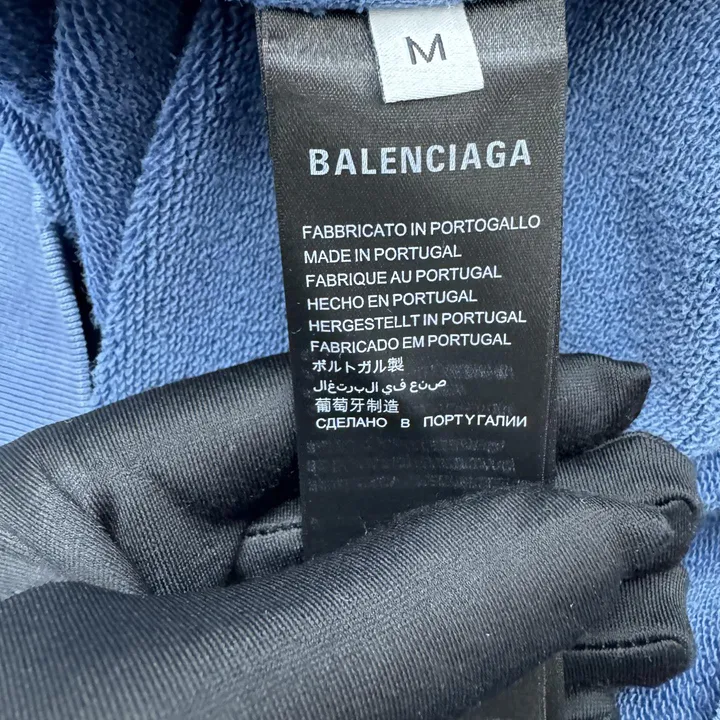 M
BALENCIAGA
FABBRICATO IN PORTOGALLO
MADE IN PORTUGAL
FABRIQUE AU PORTUGAL
HECHO EN PORTUGAL
HERGESTELLT IN PORTUGAL
FABRICADO EM PORTUGAL
ポルトガル製
صنع في البرتغال
葡萄牙制造
СДЕЛАНО в ПОРТУГАЛИИ